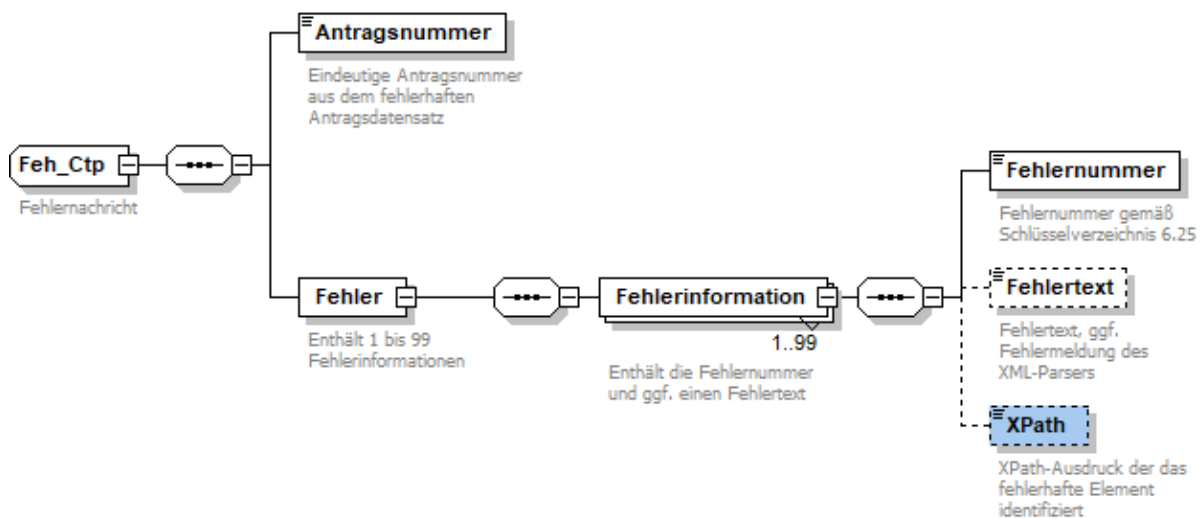 Antragsnummer
Eindeutige Antragsnummer
aus dem fehlerhaften
Antragsdatensatz
Feh_Ctp
Fehlernachricht
Fehler
Enthält 1 bis 99
Fehlerinformationen
Fehlerinformation
1..99
Enthält die Fehlernummer
und ggf. einen Fehlertext
Fehlernummer
Fehlernummer gemäß
Schlüsselverzeichnis 6.25
Fehlertext
Fehlertext, ggf.
Fehlermeldung des
XML-Parsers
XPath
XPath-Ausdruck der das
fehlerhafte Element
identifiziert